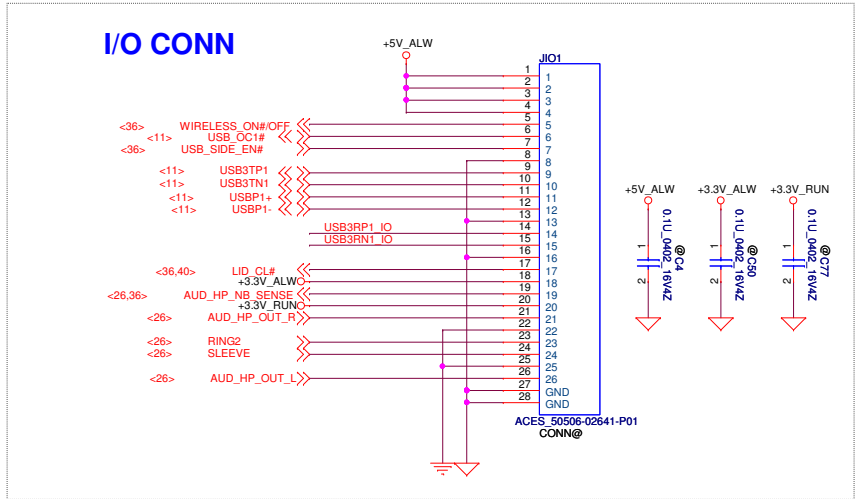 I/O CONN
+5V_ALW
JIO1
1 1
2 2
3 3
4 4
<36> WIRELESS_ON#/OFF 5 5
<11> USB_OC1# 6 6
<36> USB_SIDE_EN# 7 7
8 8
<11> USB3TP1 9 9
<11> USB3TN1 10 10
<11> USBP1+ 11 11
<11> USBP1- 12 12
13 13
USB3RP1_IO 14 14
USB3RN1_IO 15 15
16 16
<36,40> LID_CL# 17 17
+3.3V_ALW 18 18
<26,36> AUD_HP_NB_SENSE 19 19
+3.3V_RUN 20 20
<26> AUD_HP_OUT_R 21 21
22 22
<26> RING2 23 23
<26> SLEEVE 24 24
25 25
<26> AUD_HP_OUT_L 26 26
27 GND
28 GND
ACES_50506-02641-P01
CONN@
+5V_ALW +3.3V_ALW +3.3V_RUN
1 2 0.1U_0402_16V4Z @C4
1 2 0.1U_0402_16V4Z @C50
1 2 0.1U_0402_16V4Z @C77